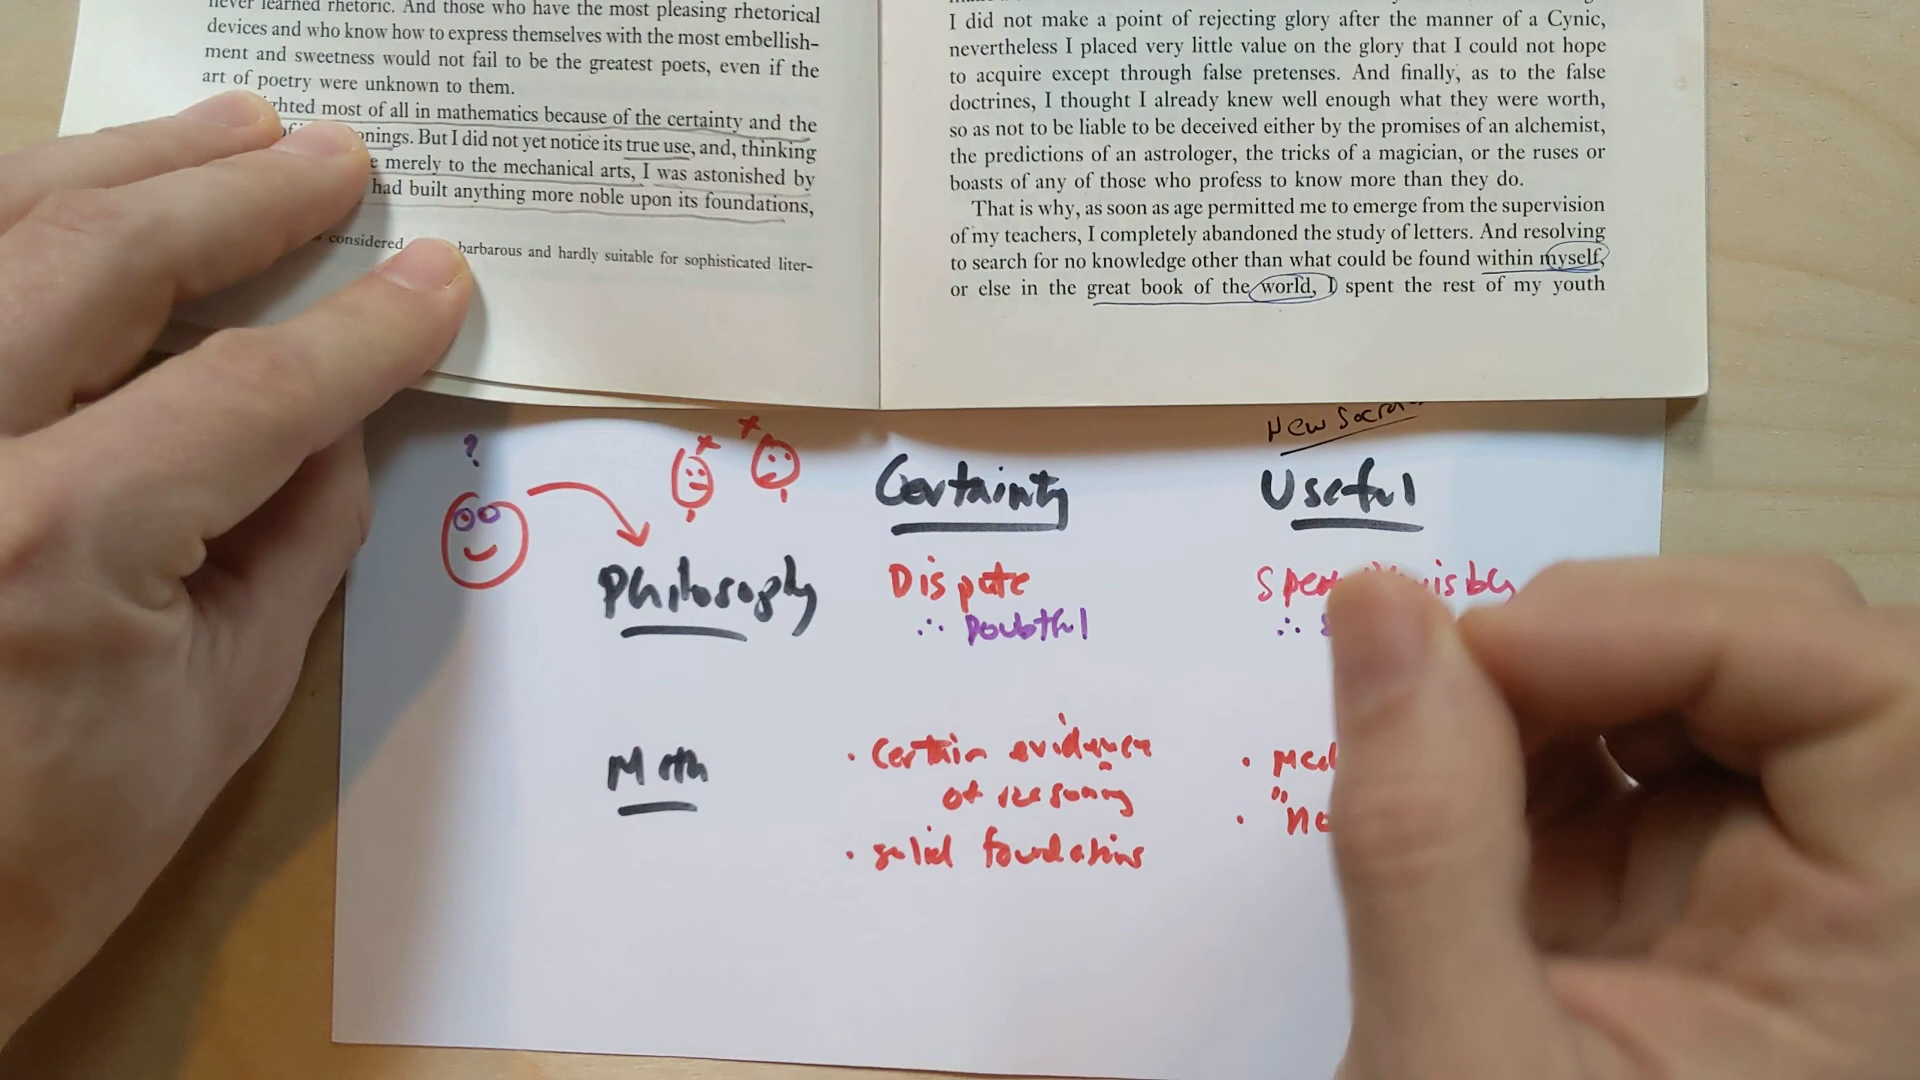 never learned rhetoric. And those who have the most pleasing rhetorical
devices and who know how to express themselves with the most embellish-
ment and sweetness would not fail to be the greatest poets, even if the
art of poetry were unknown to them.
ghted most of all in mathematics because of the certainty and the
of onings. But I did not yet notice its true use, and, thinking
e merely to the mechanical arts, I was astonished by
had built anything more noble upon its foundations,
considered barbarous and hardly suitable for sophisticated liter-
I did not make a point of rejecting glory after the manner of a Cynic,
nevertheless I placed very little value on the glory that I could not hope
to acquire except through false pretenses. And finally, as to the false
doctrines, I thought I already knew well enough what they were worth,
so as not to be liable to be deceived either by the promises of an alchemist,
the predictions of an astrologer, the tricks of a magician, or the ruses or
boasts of any of those who profess to know more than they do.
That is why, as soon as age permitted me to emerge from the supervision
of my teachers, I completely abandoned the study of letters. And resolving
to search for no knowledge other than what could be found within myself,
or else in the great book of the world, I spent the rest of my youth
New Socra
?
Certainty
Useful
Philosophy
Dispute
∴ Doubtful
Spe isbly
∴ s
Math
• Certain evidence
of reasoning
• solid foundations
• med
• "no